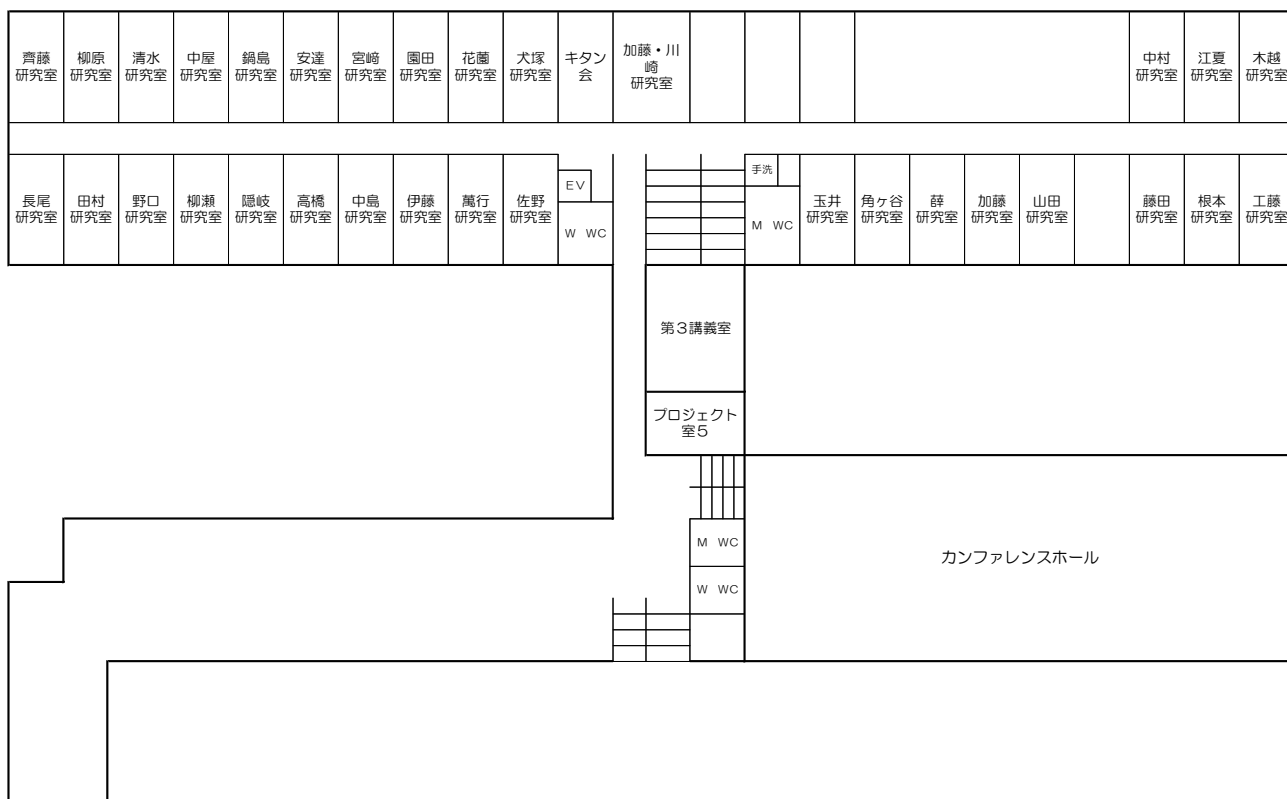 齊藤
研究室
柳原
研究室
清水
研究室
中屋
研究室
鍋島
研究室
安達
研究室
宮﨑
研究室
園田
研究室
花薗
研究室
犬塚
研究室
キタン
会
加藤・川
崎
研究室
中村
研究室
江夏
研究室
木越
研究室
長尾
研究室
田村
研究室
野口
研究室
柳瀬
研究室
隠岐
研究室
高橋
研究室
中島
研究室
伊藤
研究室
萬行
研究室
佐野
研究室
EV
W WC
手洗
M WC
玉井
研究室
角ヶ谷
研究室
薛
研究室
加藤
研究室
山田
研究室
藤田
研究室
根本
研究室
工藤
研究室
第3講義室
プロジェクト
室5
M WC
W WC
カンファレンスホール